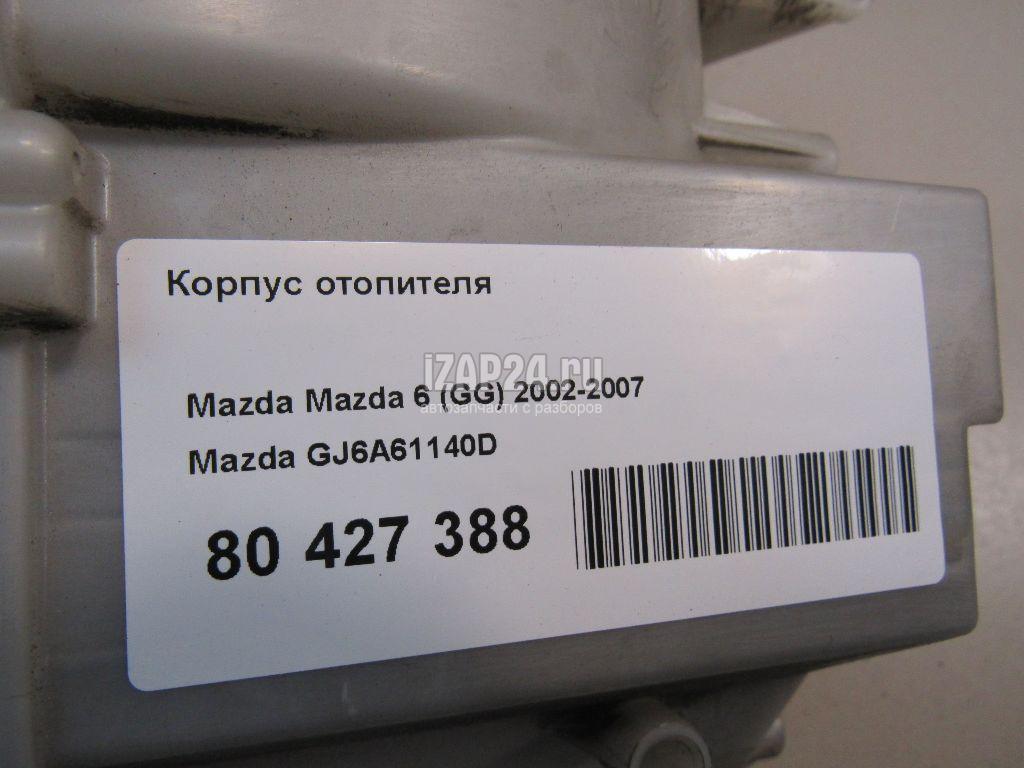 Корпус отопителя
iZAP24.ru
Mazda Mazda 6 (GG) 2002-2007
автозапчасти с разборов
Mazda GJ6A61140D
80 427 388